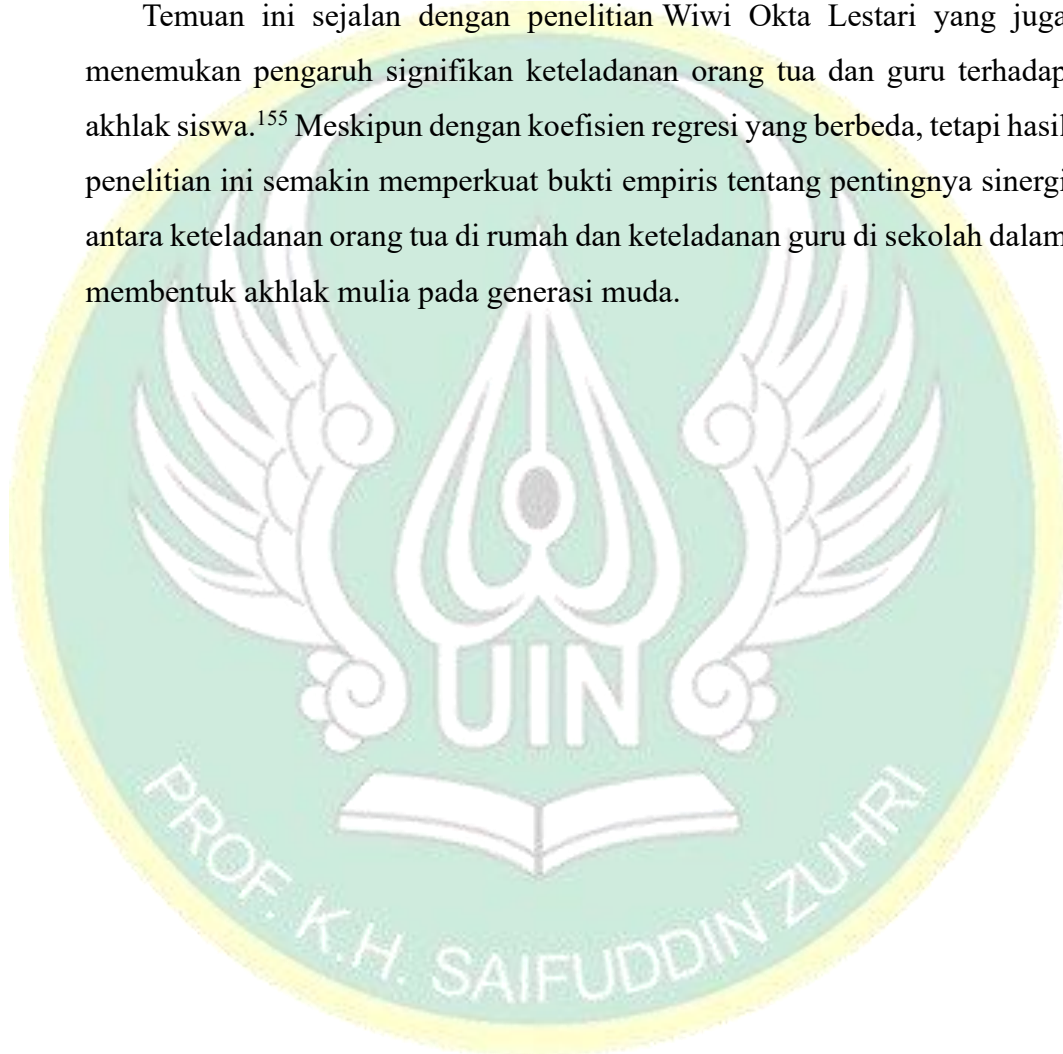 Temuan ini sejalan dengan penelitian Wiwi Okta Lestari yang juga
menemukan pengaruh signifikan keteladanan orang tua dan guru terhadap
akhlak siswa.¹⁵⁵ Meskipun dengan koefisien regresi yang berbeda, tetapi hasil
penelitian ini semakin memperkuat bukti empiris tentang pentingnya sinergi
antara keteladanan orang tua di rumah dan keteladanan guru di sekolah dalam
membentuk akhlak mulia pada generasi muda.
UIN
PROF. K.H. SAIFUDDIN ZUHRI